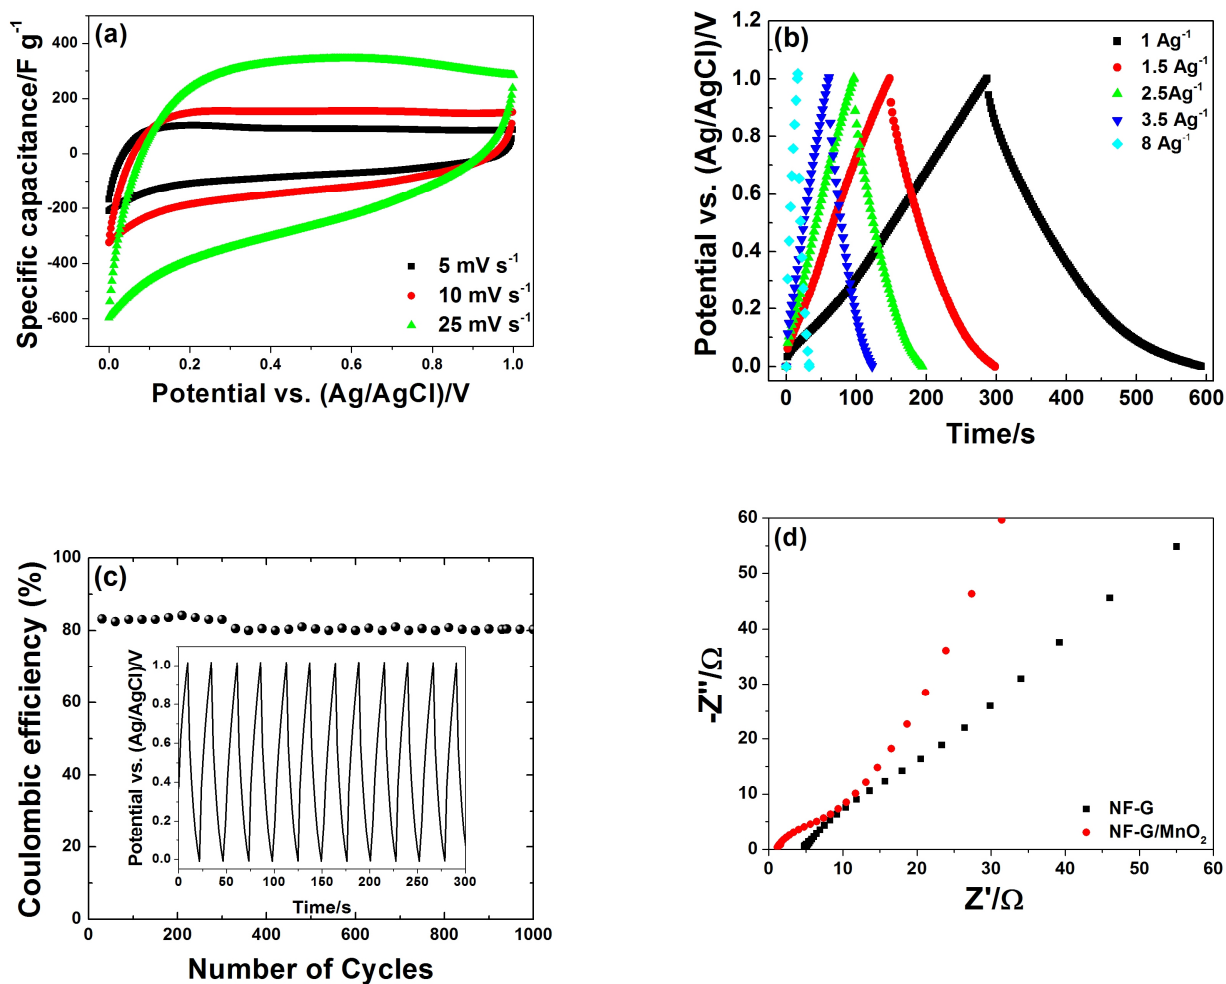 (a)
Specific capacitance/F g⁻¹
400
200
0
-200
-400
-600
5 mV s⁻¹
10 mV s⁻¹
25 mV s⁻¹
0.0 0.2 0.4 0.6 0.8 1.0
Potential vs. (Ag/AgCl)/V
(b)
Potential vs. (Ag/AgCl)/V
1.2
1.0
0.8
0.6
0.4
0.2
0.0
1 Ag⁻¹
1.5 Ag⁻¹
2.5Ag⁻¹
3.5 Ag⁻¹
8 Ag⁻¹
0 100 200 300 400 500 600
Time/s
(c)
Coulombic efficiency (%)
100
80
60
40
20
0
Potential vs. (Ag/AgCl)/V
1.0
0.8
0.6
0.4
0.2
0.0
0 50 100 150 200 250 300
Time/s
0 200 400 600 800 1000
Number of Cycles
(d)
-Z''/Ω
60
50
40
30
20
10
0
NF-G
NF-G/MnO₂
0 10 20 30 40 50 60
Z'/Ω